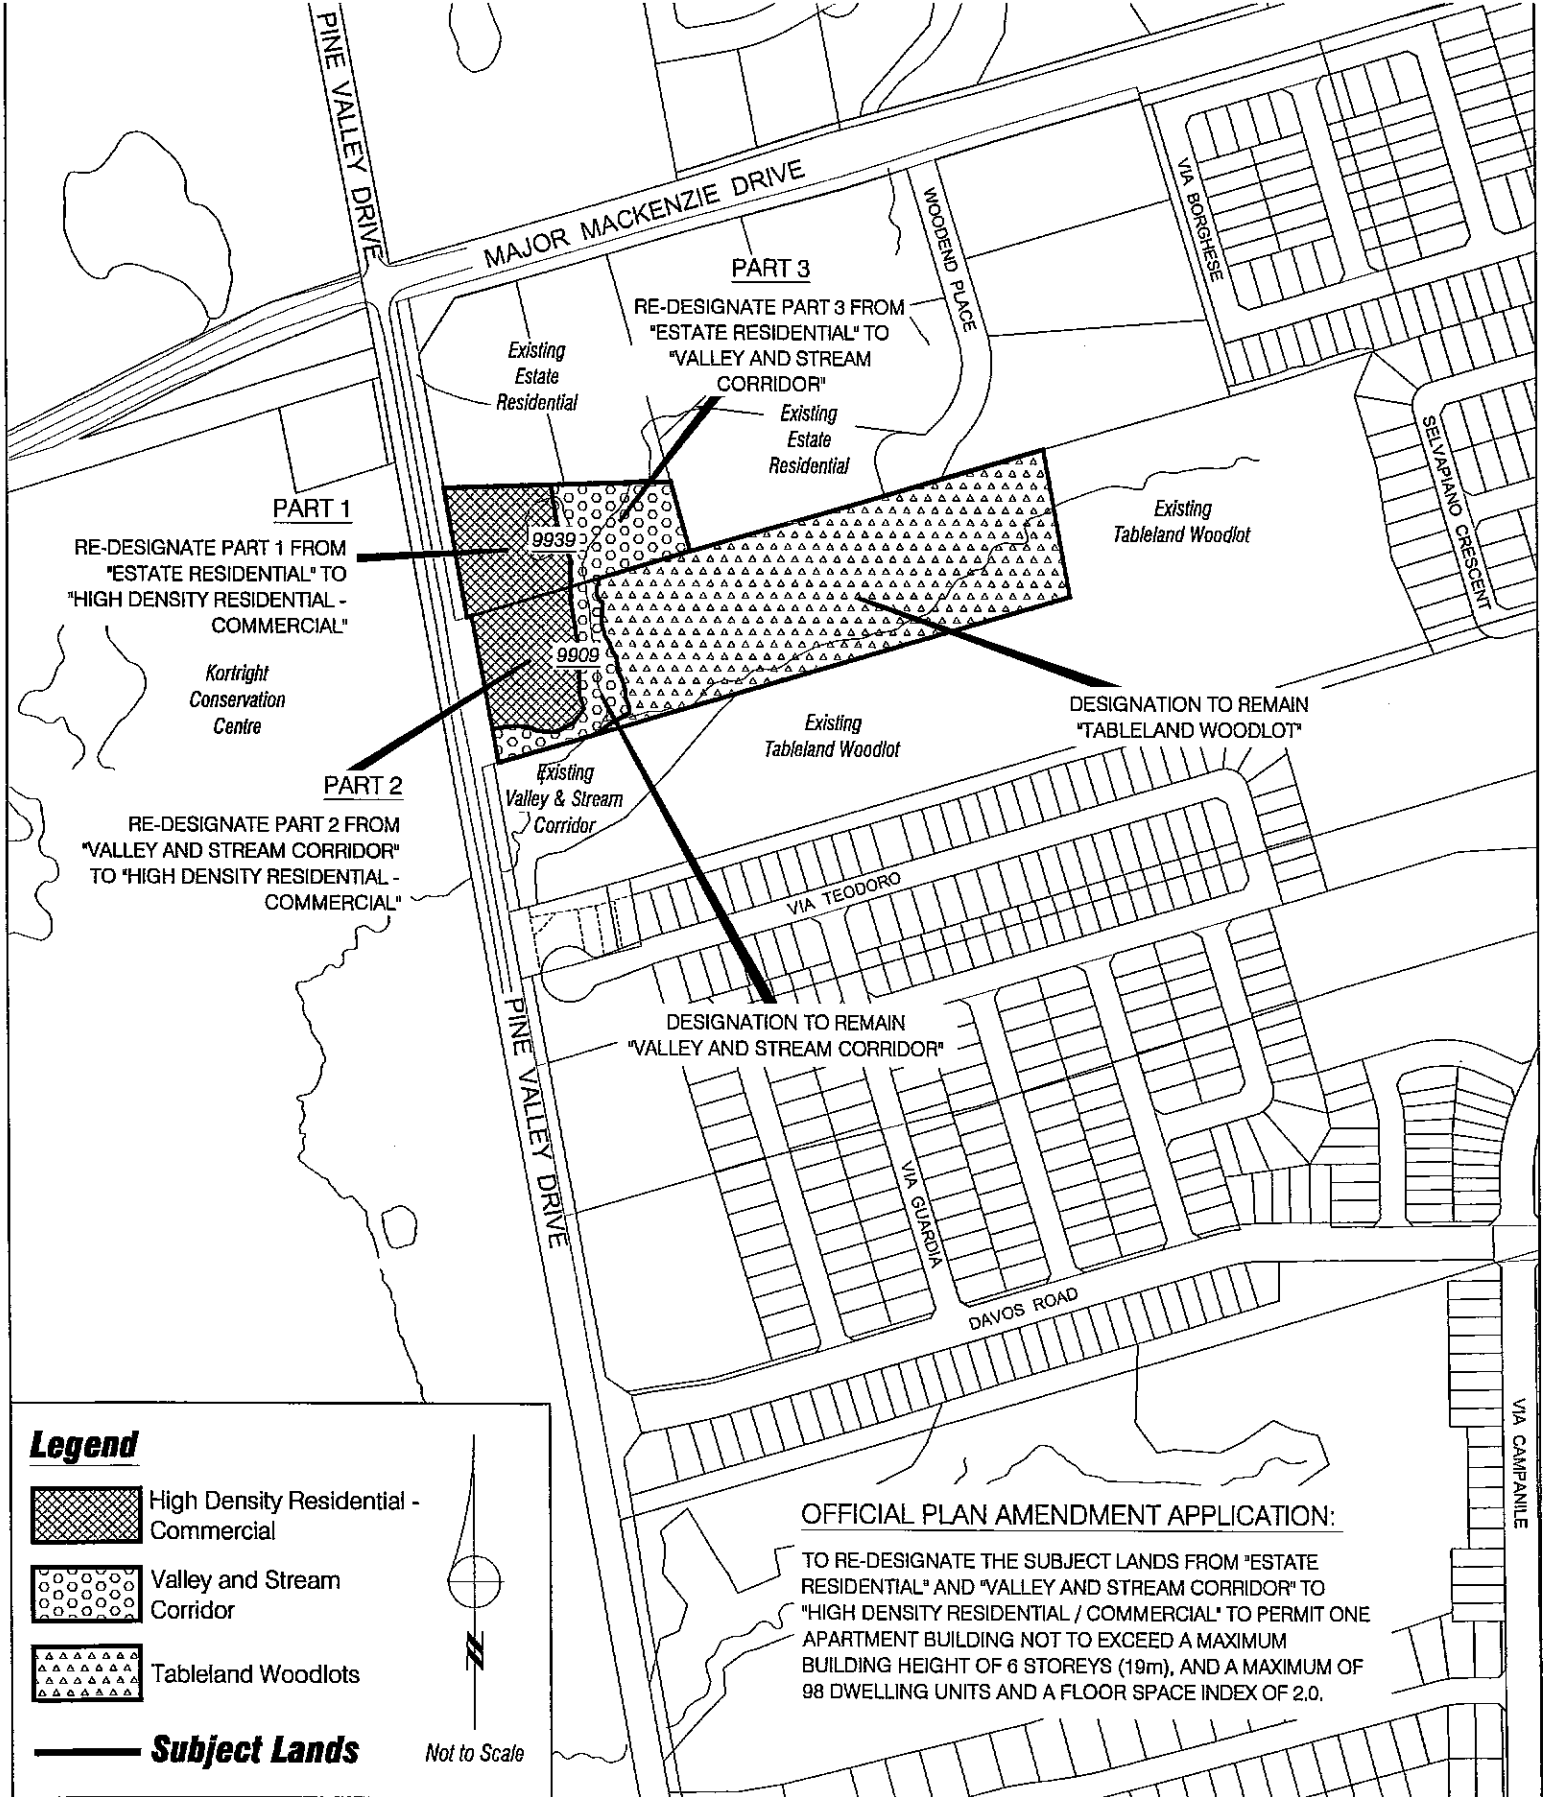 PINE VALLEY DRIVE
MAJOR MACKENZIE DRIVE
WOODEND PLACE
VIA BORGHESE
SELVAPIANO CRESCENT
PART 3
RE-DESIGNATE PART 3 FROM
"ESTATE RESIDENTIAL" TO
"VALLEY AND STREAM
CORRIDOR"
Existing
Estate
Residential
Existing
Estate
Residential
PART 1
RE-DESIGNATE PART 1 FROM
"ESTATE RESIDENTIAL" TO
"HIGH DENSITY RESIDENTIAL -
COMMERCIAL"
9939
9909
Existing
Tableland Woodlot
Kortright
Conservation
Centre
DESIGNATION TO REMAIN
"TABLELAND WOODLOT"
Existing
Tableland Woodlot
PART 2
RE-DESIGNATE PART 2 FROM
"VALLEY AND STREAM CORRIDOR"
TO "HIGH DENSITY RESIDENTIAL -
COMMERCIAL"
Existing
Valley & Stream
Corridor
VIA TEODORO
DESIGNATION TO REMAIN
"VALLEY AND STREAM CORRIDOR"
PINE VALLEY DRIVE
VIA GUARDIA
DAVOS ROAD
VIA CAMPANILE
Legend
High Density Residential -
Commercial
Valley and Stream
Corridor
Tableland Woodlots
Subject Lands
N
Not to Scale
OFFICIAL PLAN AMENDMENT APPLICATION:
TO RE-DESIGNATE THE SUBJECT LANDS FROM "ESTATE
RESIDENTIAL" AND "VALLEY AND STREAM CORRIDOR" TO
"HIGH DENSITY RESIDENTIAL / COMMERCIAL" TO PERMIT ONE
APARTMENT BUILDING NOT TO EXCEED A MAXIMUM
BUILDING HEIGHT OF 6 STOREYS (19m), AND A MAXIMUM OF
98 DWELLING UNITS AND A FLOOR SPACE INDEX OF 2.0.